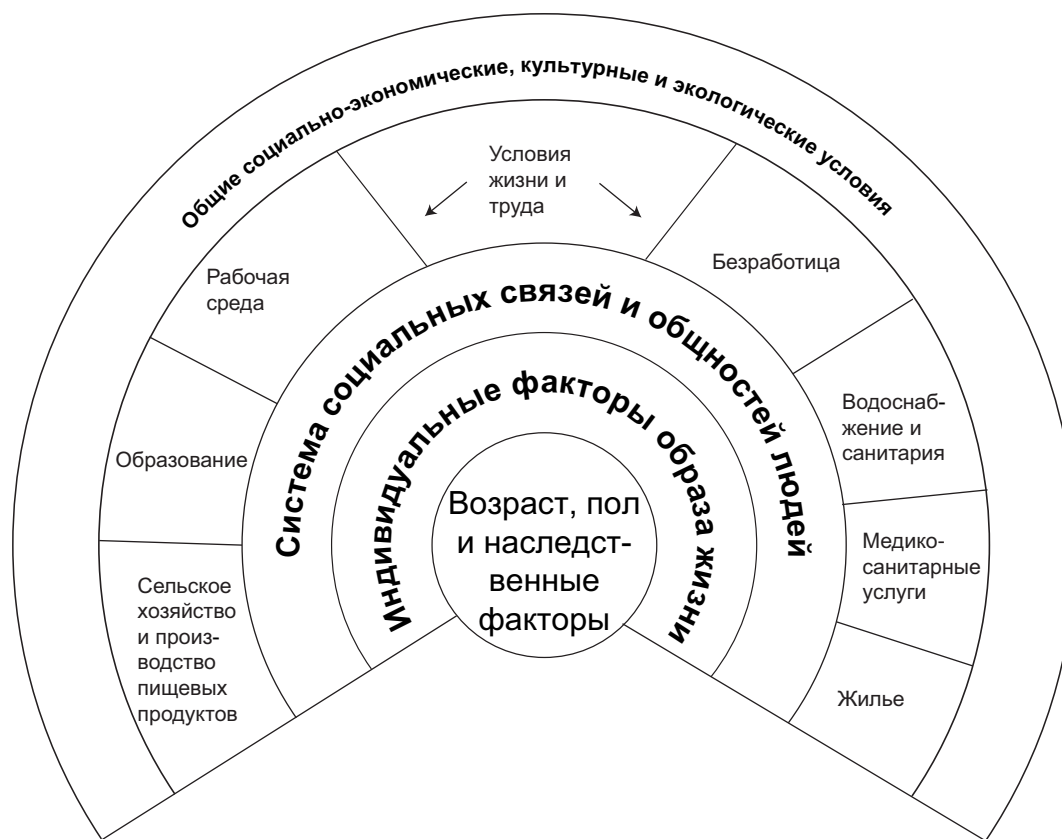 Общие социально-экономические, культурные и экологические условия
Условия
жизни и
труда
Рабочая
среда
Безработица
Образование
Водоснаб-
жение и
санитария
Сельское
хозяйство
и произ-
водство
пищевых
продуктов
Медико-
санитарные
услуги
Жилье
Система социальных связей и общностей людей
Индивидуальные факторы образа жизни
Возраст, пол
и наследст-
венные
факторы